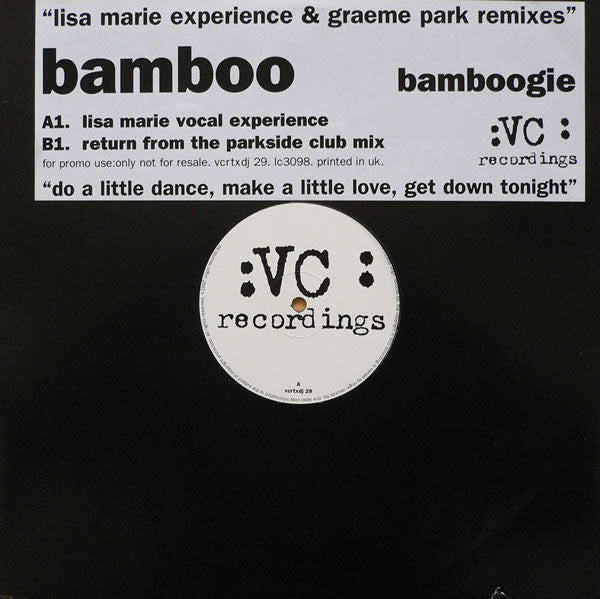 “lisa marie experience & graeme park remixes”
bamboo
bamboogie
A1. lisa marie vocal experience
B1. return from the parkside club mix
:VC :
recordings
for promo use:only not for resale. vcrtxdj 29. lc3098. printed in uk.
“do a little dance, make a little love, get down tonight”
:VC :
recordings
A
vcrtxdj 29